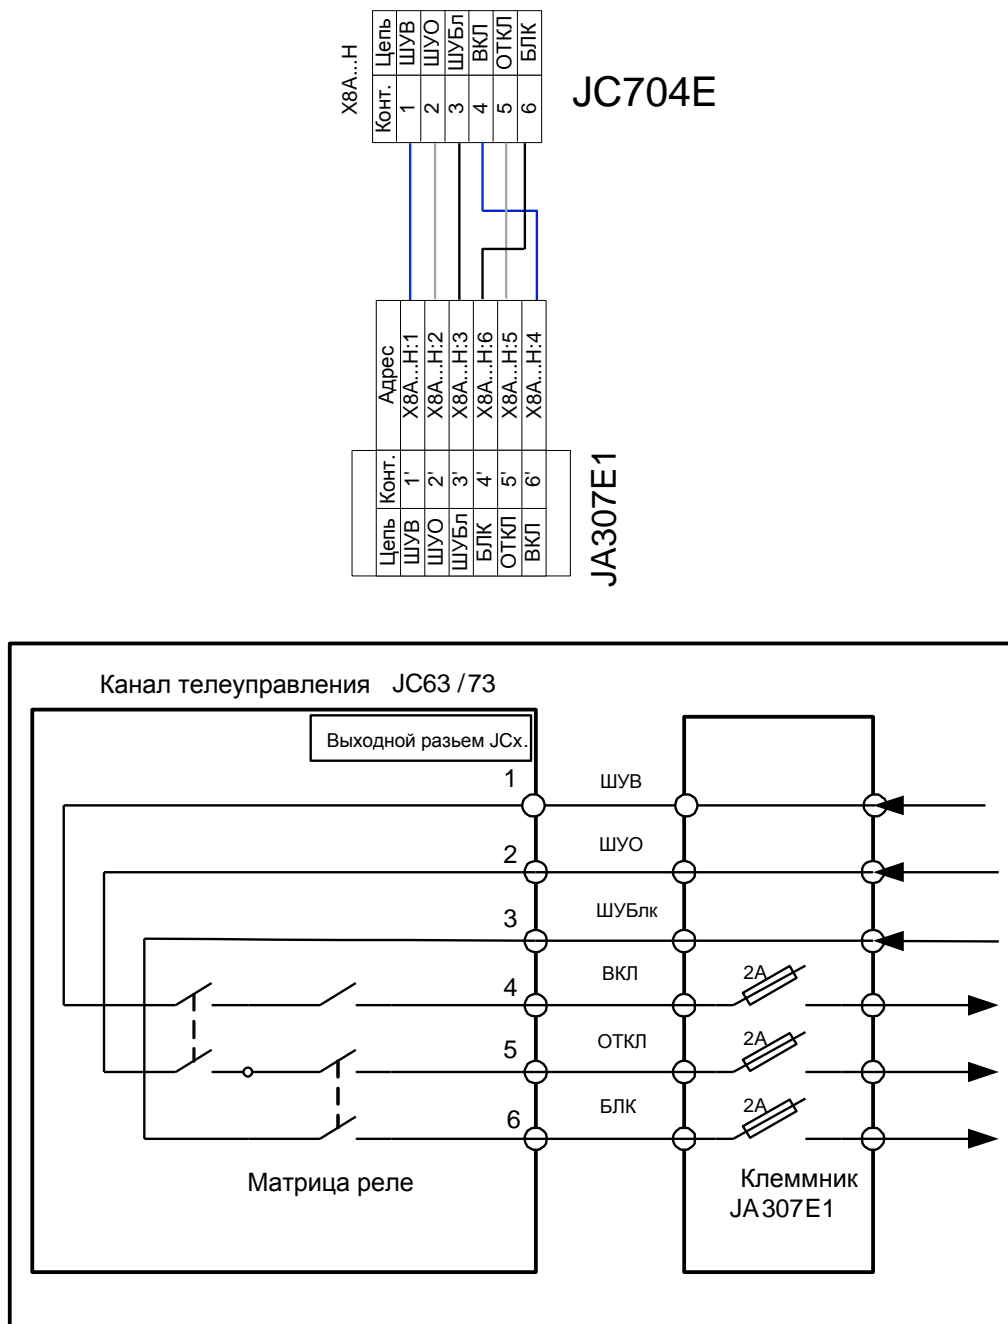 X8A...H
Цепь ШУВ ШУО ШУБл ВКЛ ОТКЛ БЛК
Конт. 1 2 3 4 5 6
JC704E
Адрес X8A...H:1 X8A...H:2 X8A...H:3 X8A...H:6 X8A...H:5 X8A...H:4
Конт. 1' 2' 3' 4' 5' 6'
Цепь ШУВ ШУО ШУБл БЛК ОТКЛ ВКЛ
JA307E1
Канал телеуправления JC63 /73
Выходной разьем JCx.
1 ШУВ
2 ШУО
3 ШУБлк
4 ВКЛ 2А
5 ОТКЛ 2А
6 БЛК 2А
Матрица реле
Клеммник
JA307E1